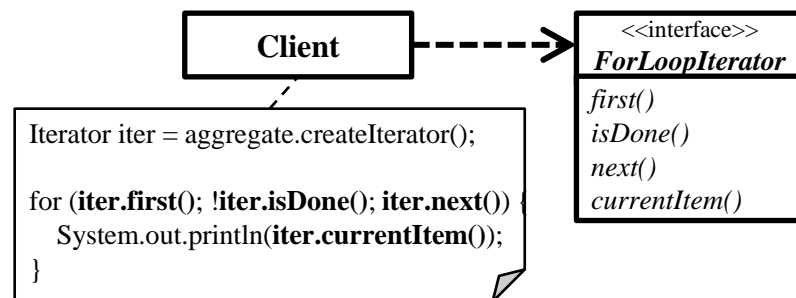 Client
<<interface>>
ForLoopIterator
first()
isDone()
next()
currentItem()
Iterator iter = aggregate.createIterator();
for (iter.first(); !iter.isDone(); iter.next()) {
System.out.println(iter.currentItem());
}